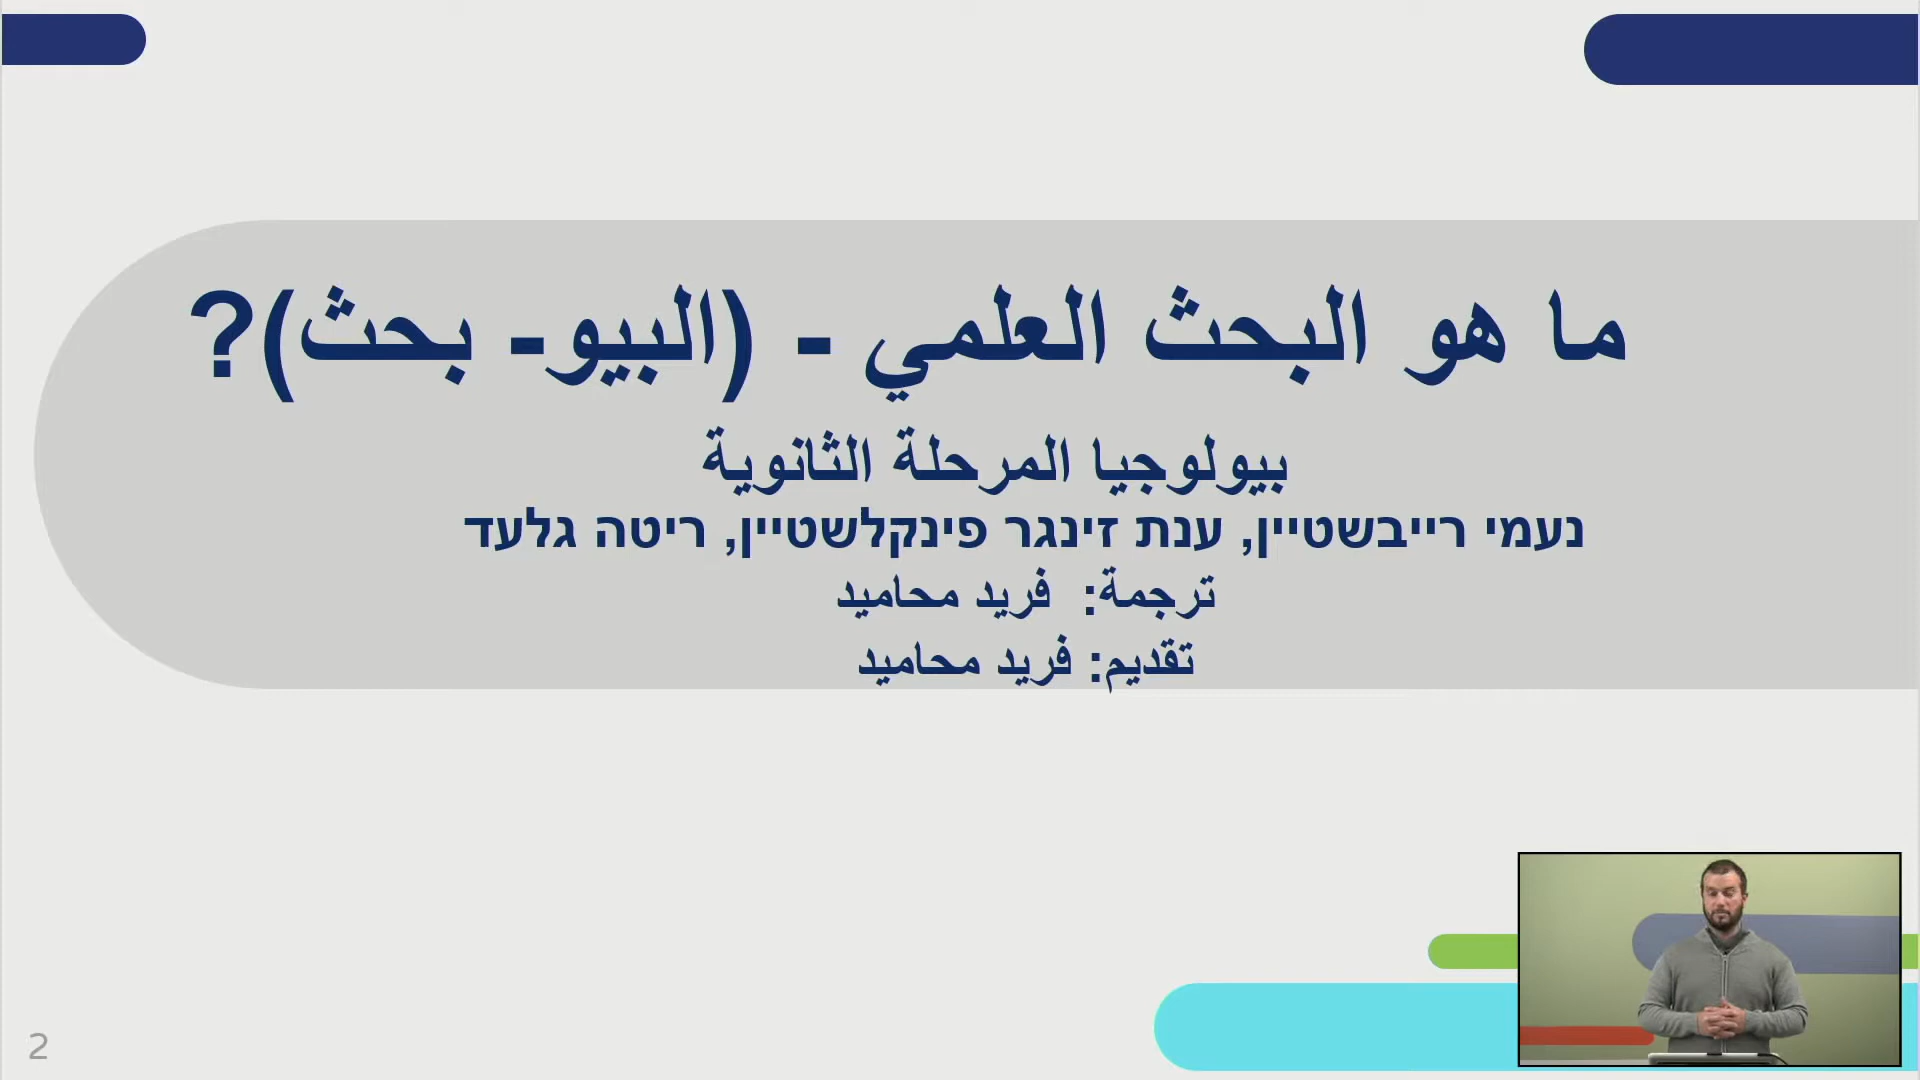 ما هو البحث العلمي - (البيو- بحث)?
بيولوجيا المرحلة الثانوية
נעמי רייבשטיין, ענת זינגר פינקלשטיין, ריטה גלעד
ترجمة: فريد محاميد
تقديم: فريد محاميد
2